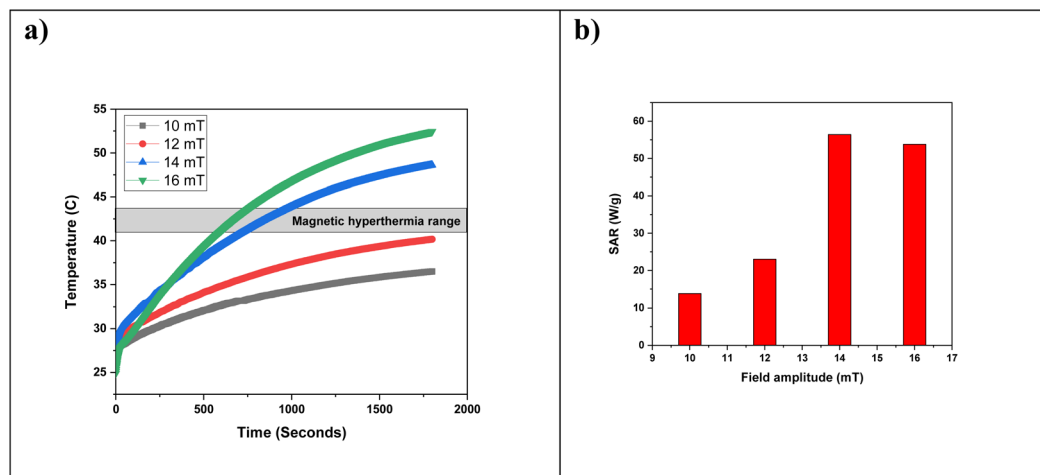 a)
55
50
45
40
35
30
25
Temperature (C)
10 mT
12 mT
14 mT
16 mT
Magnetic hyperthermia range
0 500 1000 1500 2000
Time (Seconds)
b)
60
50
40
30
20
10
0
SAR (W/g)
9 10 11 12 13 14 15 16 17
Field amplitude (mT)